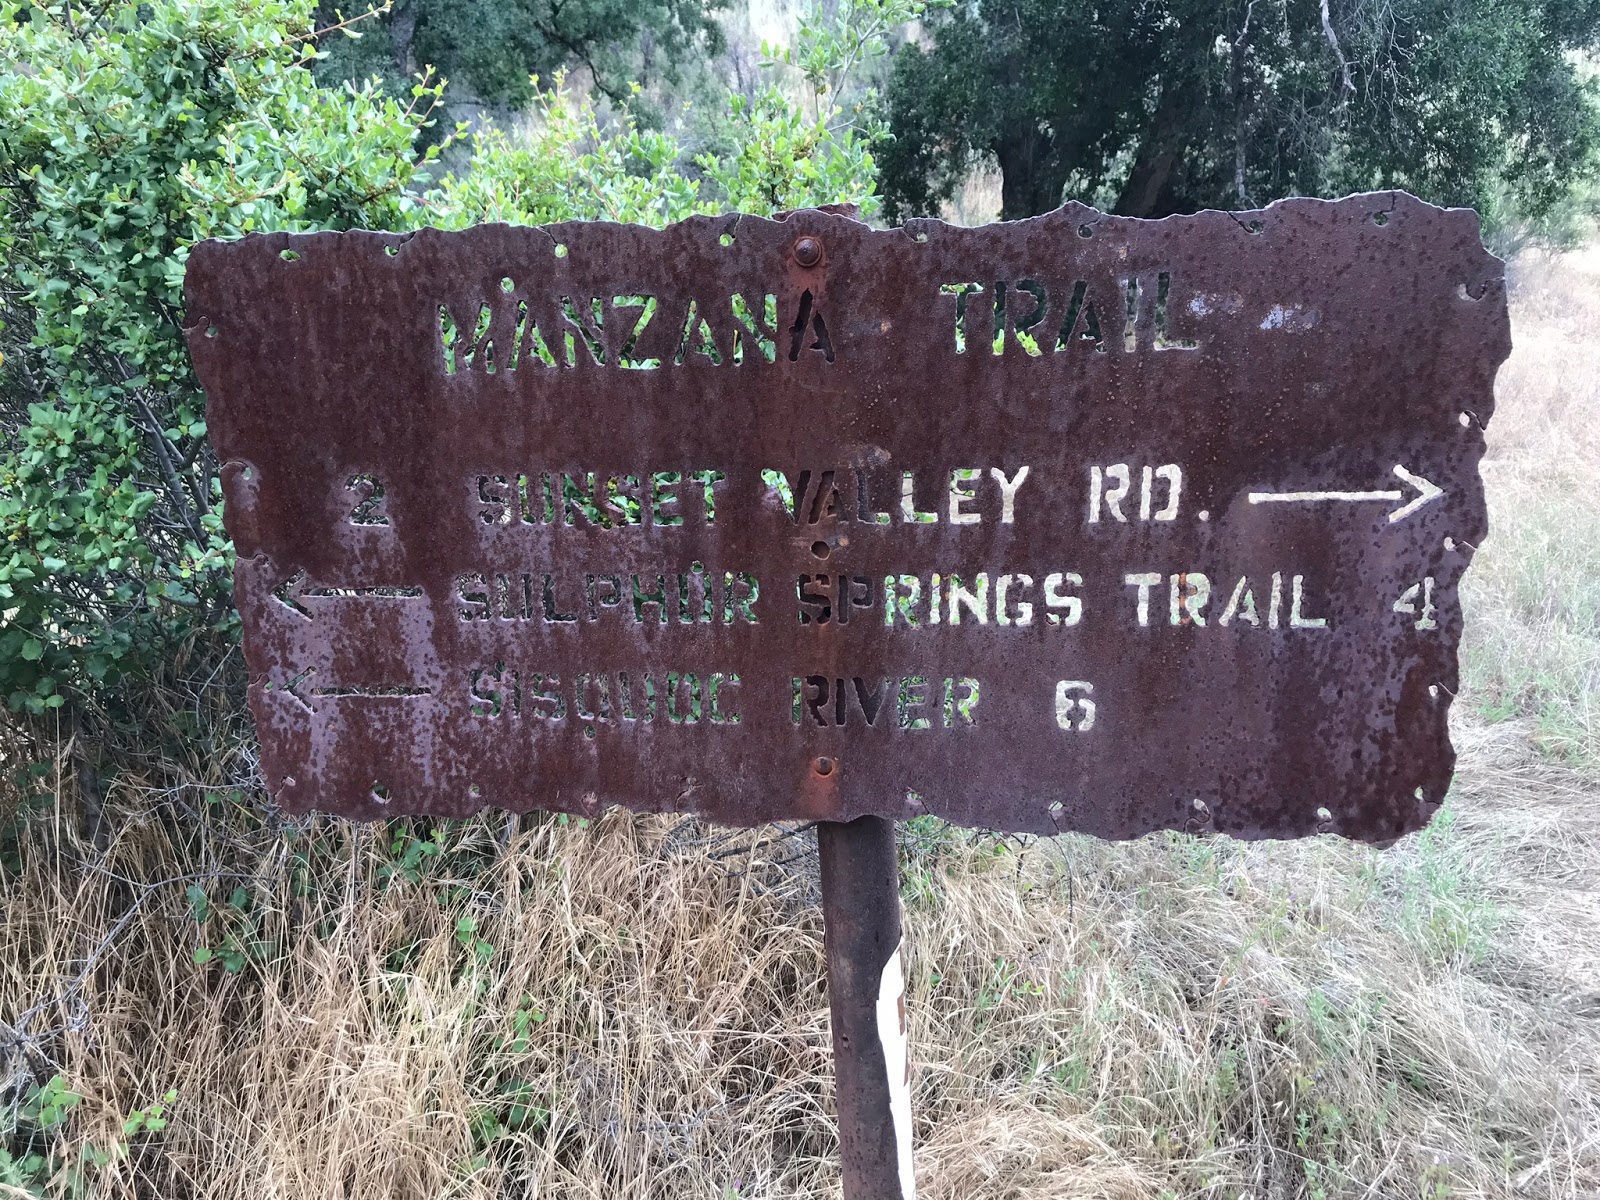 MANZANA TRAIL
2 SUNSET VALLEY RD. →
← SULPHUR SPRINGS TRAIL 4
← SISQUOC RIVER 6